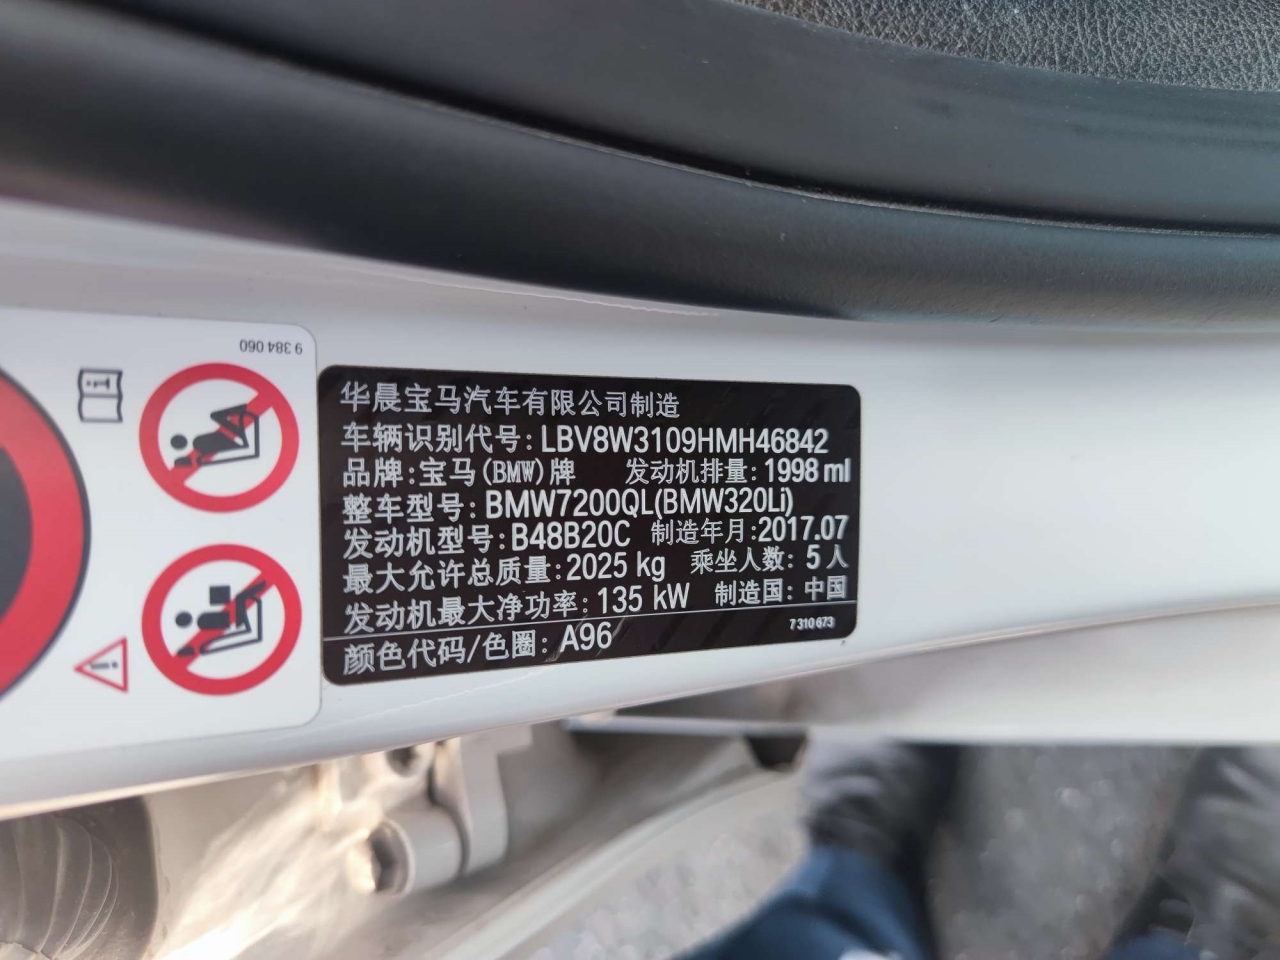 9 384 060
华晨宝马汽车有限公司制造
车辆识别代号: LBV8W3109HMH46842
品牌:宝马(BMW)牌 发动机排量: 1998 ml
整车型号: BMW7200QL(BMW320Li)
发动机型号: B48B20C 制造年月:2017.07
最大允许总质量: 2025 kg 乘坐人数: 5 人
发动机最大净功率: 135 kW 制造国: 中国
颜色代码/色圈: A96 7 310 673